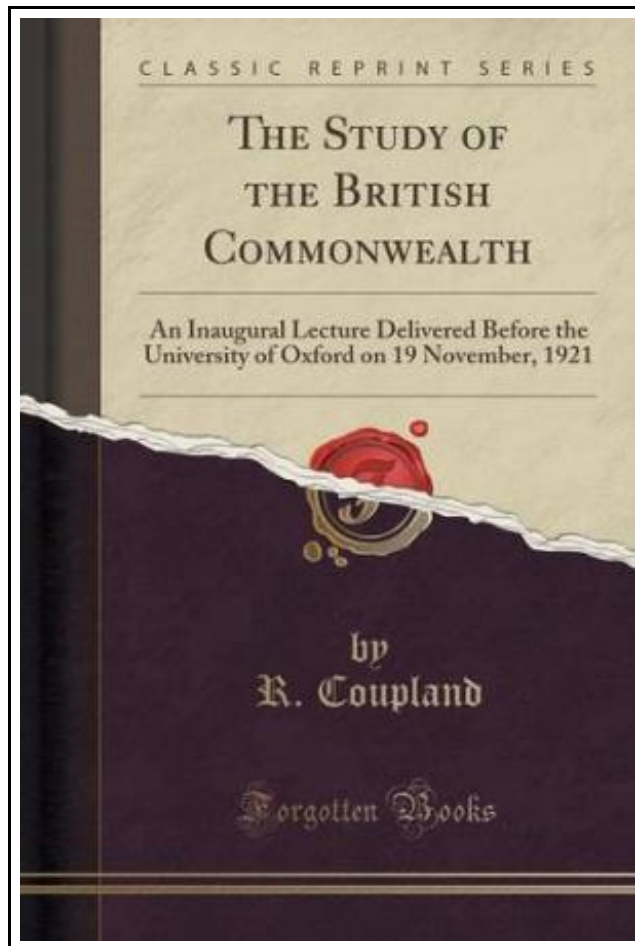 CLASSIC REPRINT SERIES
THE STUDY OF
THE BRITISH
COMMONWEALTH
An Inaugural Lecture Delivered Before the
University of Oxford on 19 November, 1921
F
by
R. Coupland
Forgotten Books